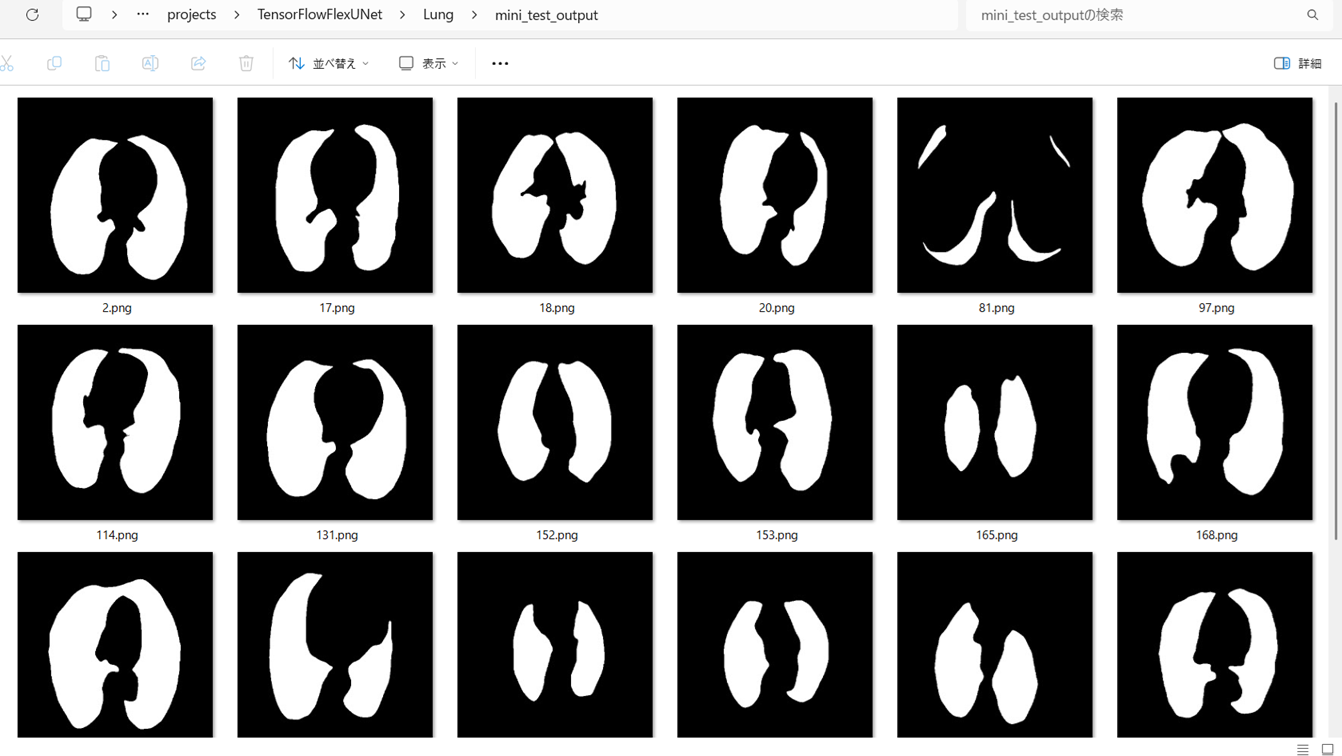 projects > TensorFlowFlexUNet > Lung > mini_test_output
mini_test_outputの検索
並べ替え 表示 詳細
2.png 17.png 18.png 20.png 81.png 97.png
114.png 131.png 152.png 153.png 165.png 168.png